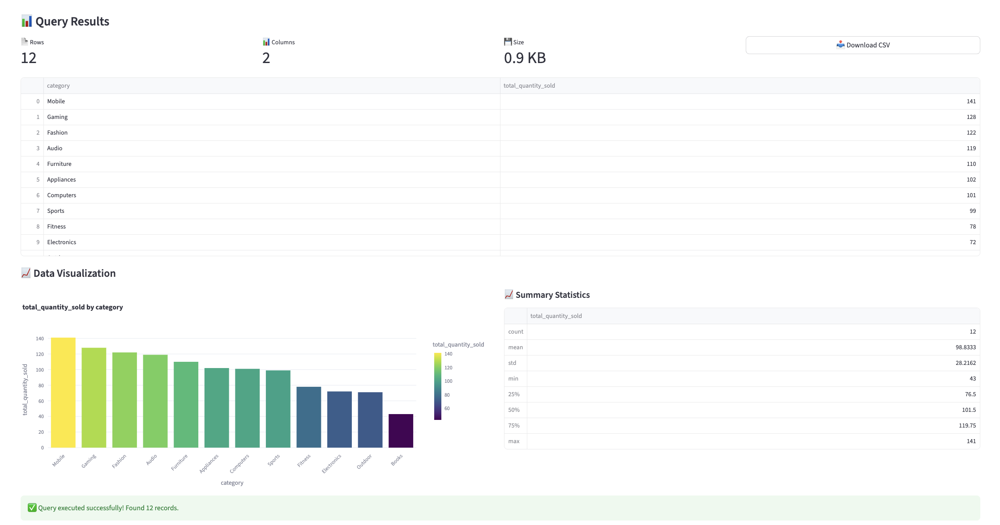 📊 Query Results
📄 Rows
12
📊 Columns
2
💾 Size
0.9 KB
📥 Download CSV
category total_quantity_sold
0 Mobile 141
1 Gaming 128
2 Fashion 122
3 Audio 119
4 Furniture 110
5 Appliances 102
6 Computers 101
7 Sports 99
8 Fitness 78
9 Electronics 72
📈 Data Visualization
total_quantity_sold by category
total_quantity_sold
140
120
100
80
60
40
20
0
Mobile
Gaming
Fashion
Audio
Furniture
Appliances
Computers
Sports
Fitness
Electronics
Outdoor
Books
category
total_quantity_sold
140
120
100
80
60
📈 Summary Statistics
total_quantity_sold
count 12
mean 98.8333
std 28.2162
min 43
25% 76.5
50% 101.5
75% 119.75
max 141
✅ Query executed successfully! Found 12 records.